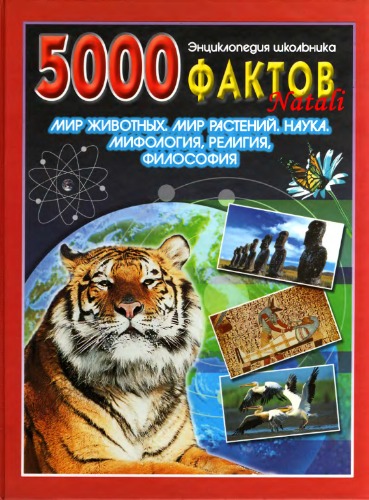 Энциклопедия школьника
5000 ФАКТОВ
Natali
МИР ЖИВОТНЫХ. МИР РАСТЕНИЙ. НАУКА.
МИФОЛОГИЯ, РЕЛИГИЯ,
ФИЛОСОФИЯ